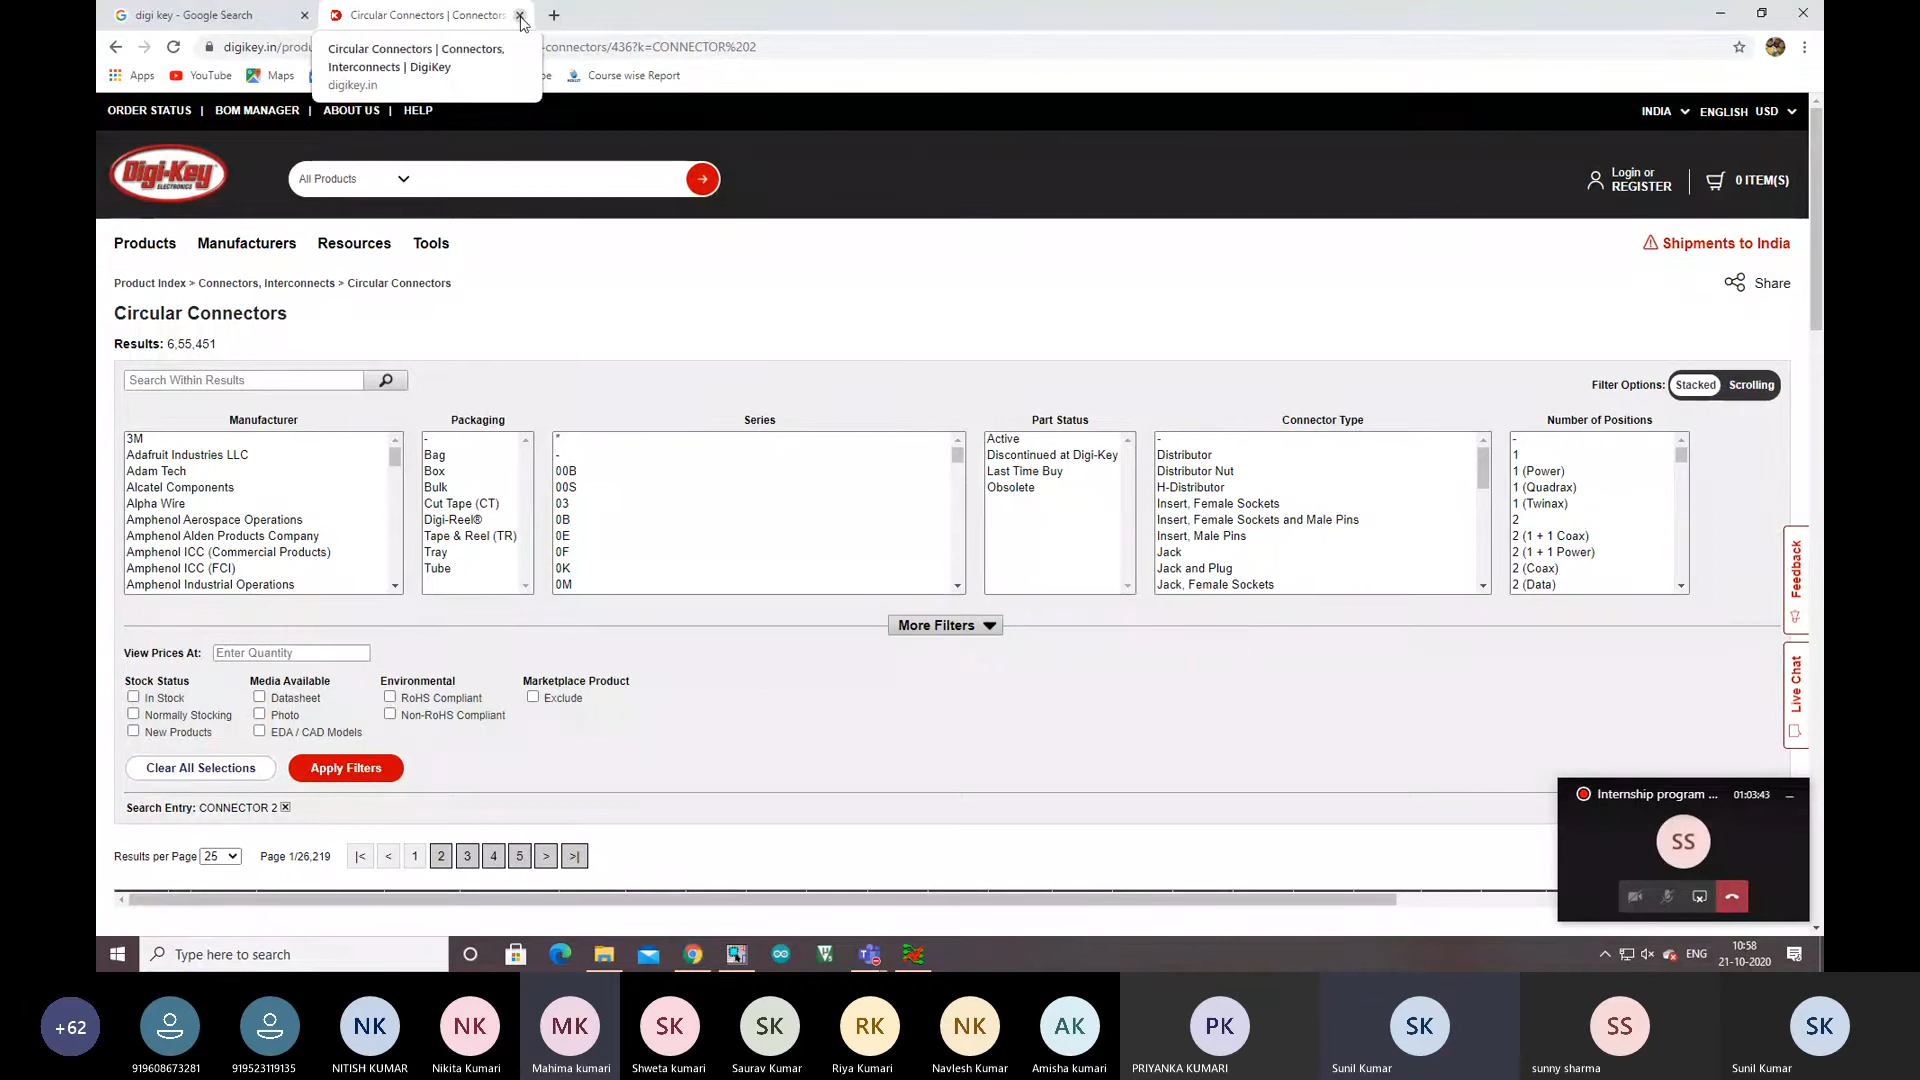 digi key - Google Search
Circular Connectors | Connectors
digikey.in/produ
-connectors/436?k=CONNECTOR%202
Circular Connectors | Connectors,
Interconnects | DigiKey
digikey.in
Apps
YouTube
Maps
be
Course wise Report
ORDER STATUS | BOM MANAGER | ABOUT US | HELP
INDIA
ENGLISH USD
Digi-Key
ELECTRONICS
All Products
Login or
REGISTER
0 ITEM(S)
Products Manufacturers Resources Tools
Shipments to India
Product Index > Connectors, Interconnects > Circular Connectors
Share
Circular Connectors
Results: 6,55,451
Search Within Results
Filter Options: Stacked Scrolling
Manufacturer
3M
Adafruit Industries LLC
Adam Tech
Alcatel Components
Alpha Wire
Amphenol Aerospace Operations
Amphenol Alden Products Company
Amphenol ICC (Commercial Products)
Amphenol ICC (FCI)
Amphenol Industrial Operations
Packaging
-
Bag
Box
Bulk
Cut Tape (CT)
Digi-Reel®
Tape & Reel (TR)
Tray
Tube
Series
*
-
00B
00S
03
0B
0E
0F
0K
0M
Part Status
Active
Discontinued at Digi-Key
Last Time Buy
Obsolete
Connector Type
-
Distributor
Distributor Nut
H-Distributor
Insert, Female Sockets
Insert, Female Sockets and Male Pins
Insert, Male Pins
Jack
Jack and Plug
Jack, Female Sockets
Number of Positions
-
1
1 (Power)
1 (Quadrax)
1 (Twinax)
2
2 (1 + 1 Coax)
2 (1 + 1 Power)
2 (Coax)
2 (Data)
Feedback
Live Chat
More Filters
View Prices At: Enter Quantity
Stock Status
In Stock
Normally Stocking
New Products
Media Available
Datasheet
Photo
EDA / CAD Models
Environmental
RoHS Compliant
Non-RoHS Compliant
Marketplace Product
Exclude
Clear All Selections
Apply Filters
Search Entry: CONNECTOR 2
Results per Page 25 Page 1/26,219 |< < 1 2 3 4 5 > >|
Internship program ... 01:03:43
SS
Type here to search
ENG
10:58
21-10-2020
+62
919608673281
919523119135
NK
NITISH KUMAR
NK
Nikita Kumari
MK
Mahima kumari
SK
Shweta kumari
SK
Saurav Kumar
RK
Riya Kumari
NK
Navlesh Kumar
AK
Amisha kumari
PK
PRIYANKA KUMARI
SK
Sunil Kumar
SS
sunny sharma
SK
Sunil Kumar